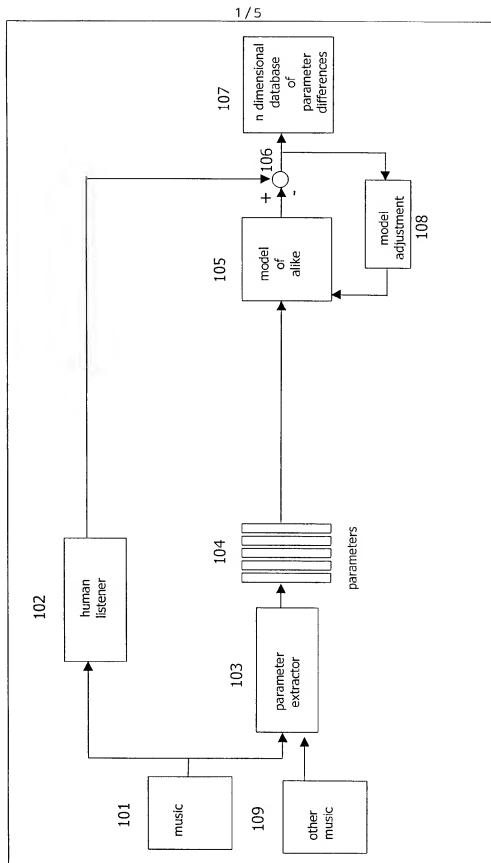 1 / 5
107
n dimensional
database
of
parameter
differences
106
+
-
105
model
of
alike
model
adjustment
108
102
human
listener
104
parameters
103
parameter
extractor
101
music
109
other
music